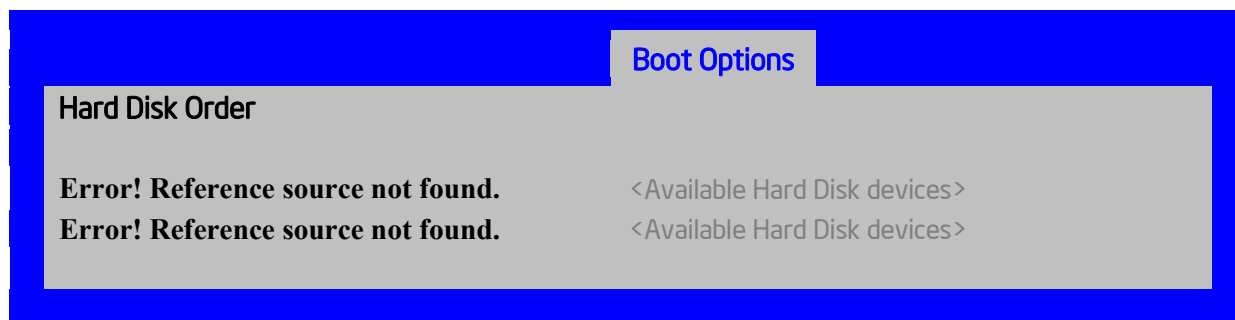 Boot Options
Hard Disk Order
Error! Reference source not found. <Available Hard Disk devices>
Error! Reference source not found. <Available Hard Disk devices>